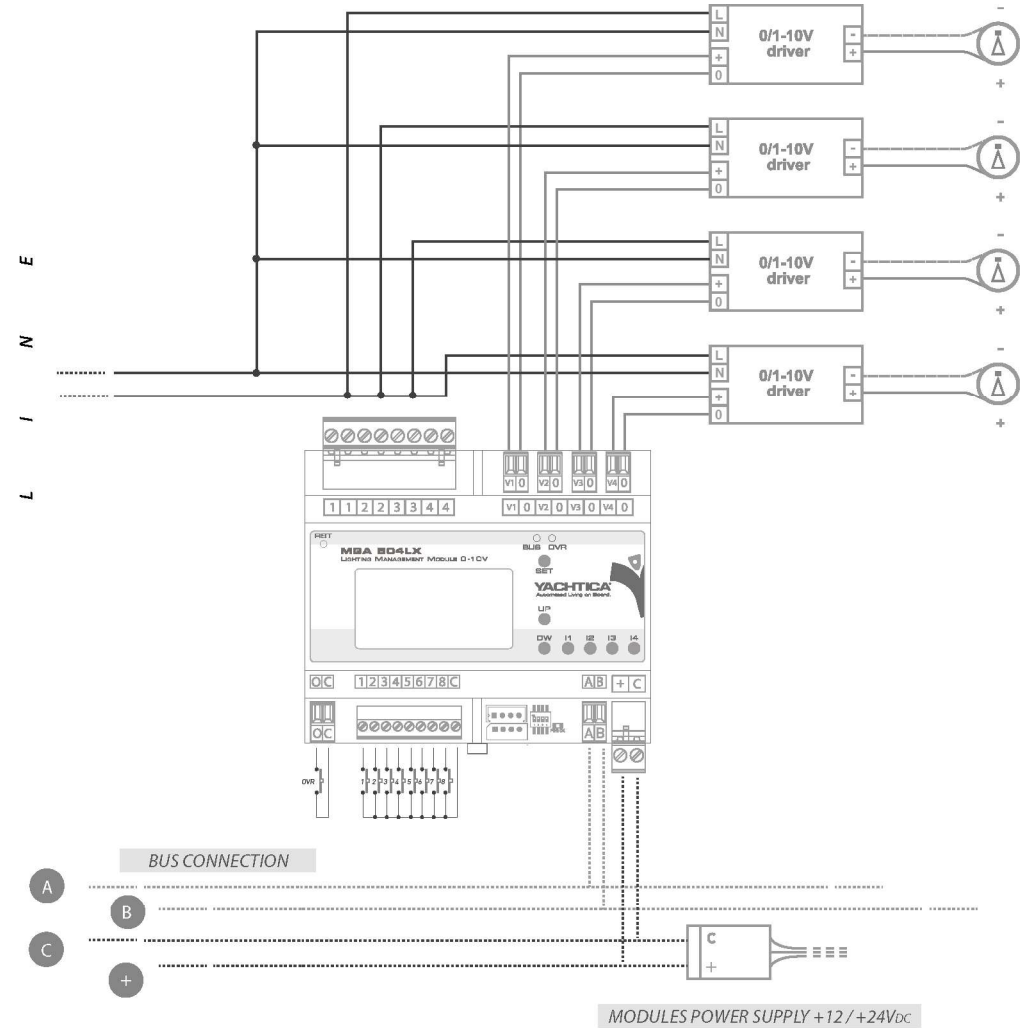 L
N
+
0
0/1-10V
driver
-
+
-
+
L
N
+
0
0/1-10V
driver
-
+
-
+
L
N
+
0
0/1-10V
driver
-
+
-
+
L
N
+
0
0/1-10V
driver
-
+
-
+
L I N E
V1 0 V2 0 V3 0 V4 0
1 1 2 2 3 3 4 4
V1 0 V2 0 V3 0 V4 0
RST
MGA 804LX
LIGHTING MANAGEMENT MODULE 0-10V
BUS OVR
SET
YACHTICA
Automated Living on Board.
UP
DW I1 I2 I3 I4
O C
1 2 3 4 5 6 7 8 C
A B
+ C
O C
A B
OVR
1 2 3 4 5 6 7 8
BUS CONNECTION
A
B
C
+
C
+
MODULES POWER SUPPLY +12 / +24VDC